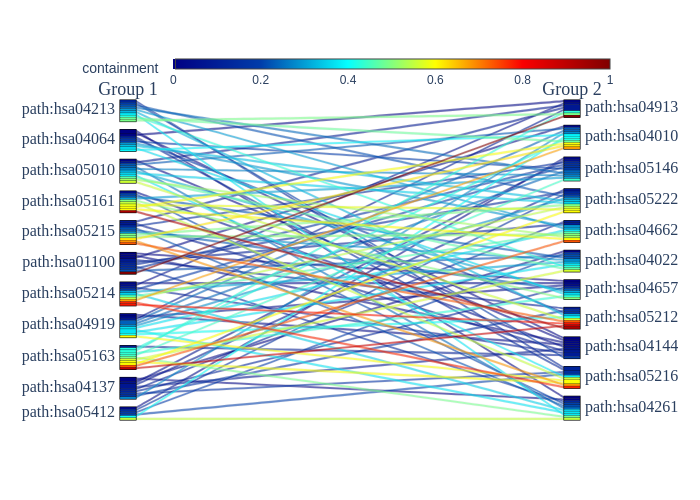 containment
0 0.2 0.4 0.6 0.8 1
Group 1 Group 2
path:hsa04213 path:hsa04913
path:hsa04064 path:hsa04010
path:hsa05010 path:hsa05146
path:hsa05161 path:hsa05222
path:hsa05215 path:hsa04662
path:hsa01100 path:hsa04022
path:hsa05214 path:hsa04657
path:hsa04919 path:hsa05212
path:hsa05163 path:hsa04144
path:hsa04137 path:hsa05216
path:hsa05412 path:hsa04261